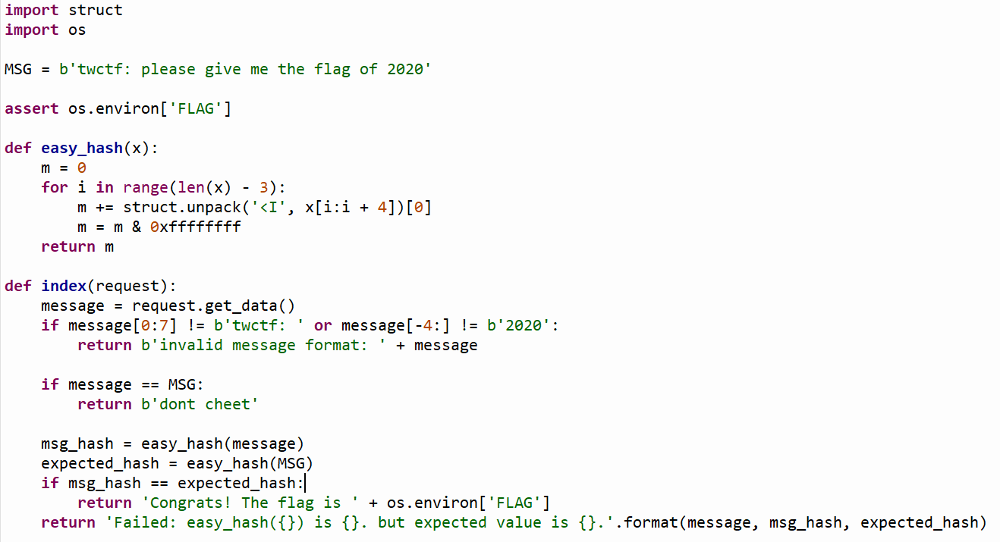 import struct
import os

MSG = b'twctf: please give me the flag of 2020'

assert os.environ['FLAG']

def easy_hash(x):
    m = 0
    for i in range(len(x) - 3):
        m += struct.unpack('<I', x[i:i + 4])[0]
        m = m & 0xffffffff
    return m

def index(request):
    message = request.get_data()
    if message[0:7] != b'twctf: ' or message[-4:] != b'2020':
        return b'invalid message format: ' + message

    if message == MSG:
        return b'dont cheet'

    msg_hash = easy_hash(message)
    expected_hash = easy_hash(MSG)
    if msg_hash == expected_hash:
        return 'Congrats! The flag is ' + os.environ['FLAG']
    return 'Failed: easy_hash({}) is {}. but expected value is {}.'.format(message, msg_hash, expected_hash)